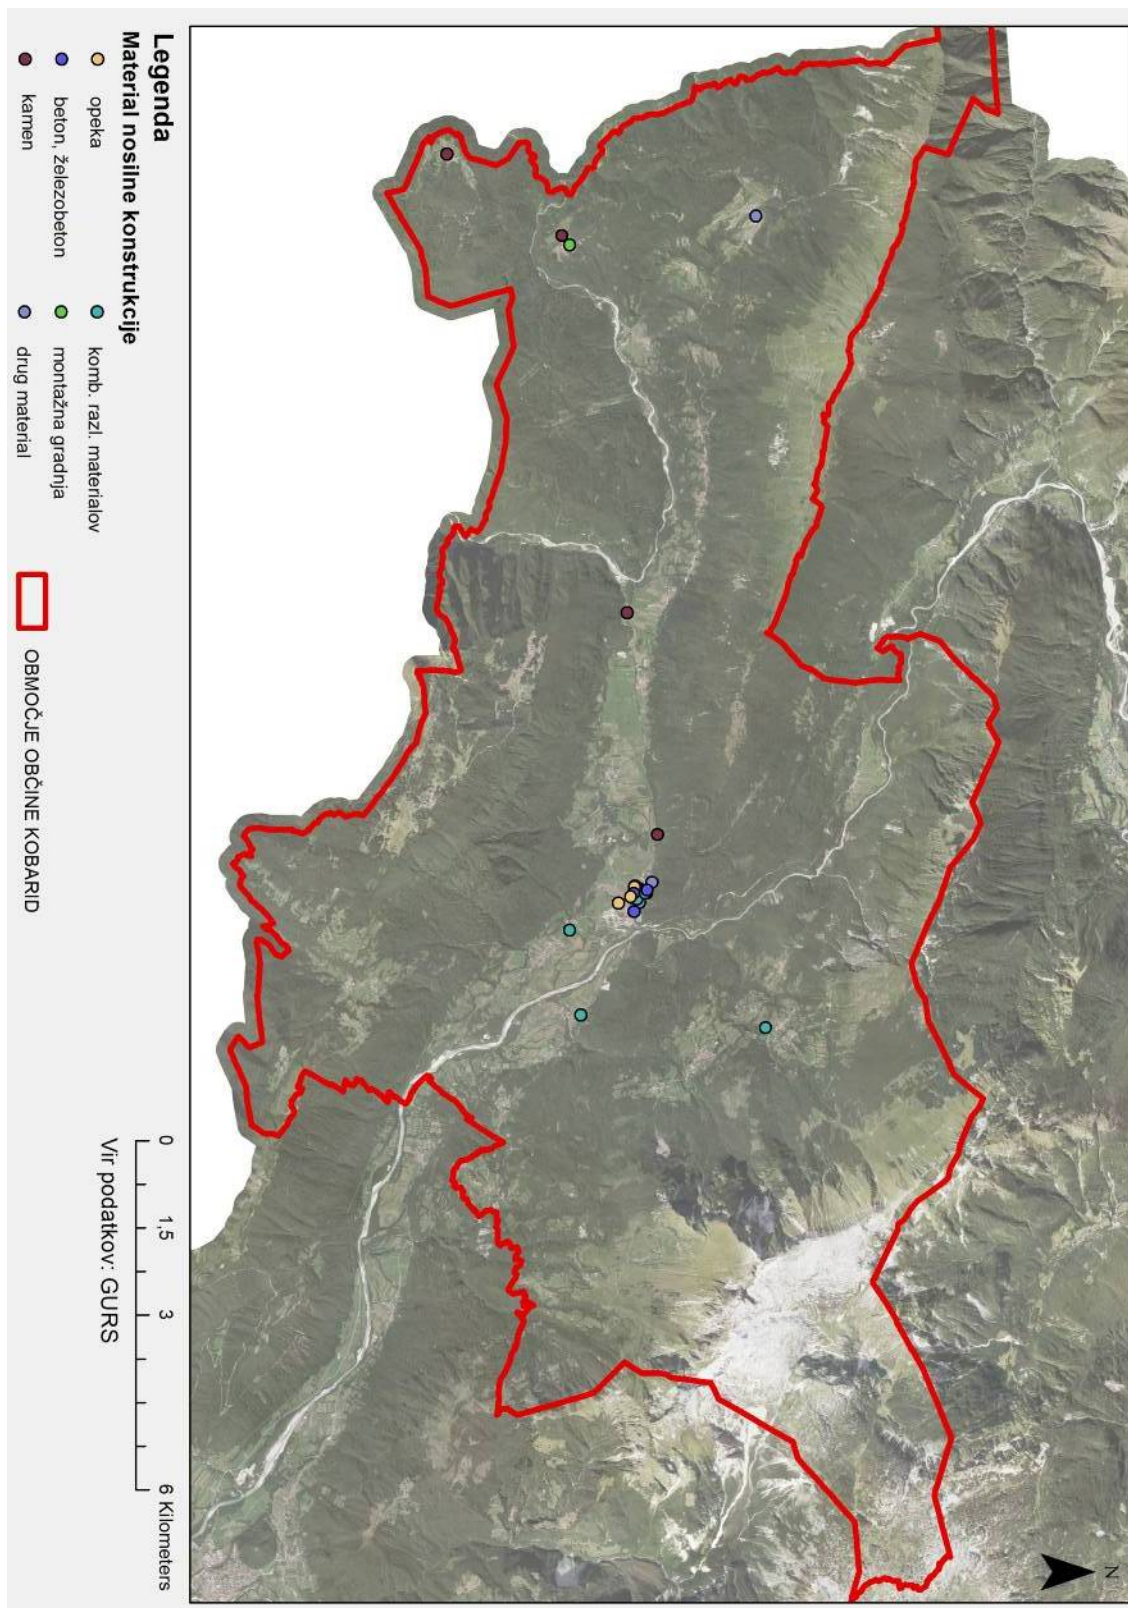 N
Legenda
Material nosilne konstrukcije
opeka
beton, železobeton
kamen
komb. razl. materialov
montažna gradnja
drug material
OBMOČJE OBČINE KOBARID
0 1,5 3 6 Kilometers
Vir podatkov: GURS